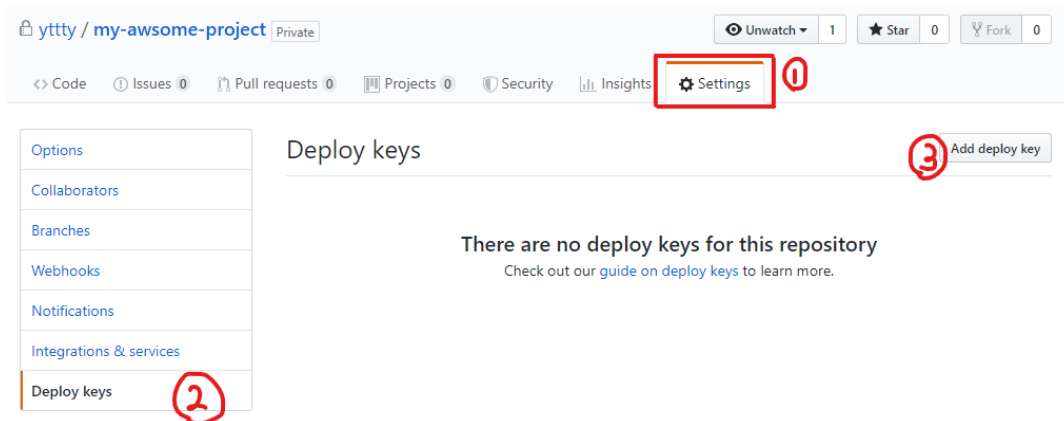 yttty / my-awsome-project Private Unwatch 1 Star 0 Fork 0
Code Issues 0 Pull requests 0 Projects 0 Security Insights Settings 1
Options
Collaborators
Branches
Webhooks
Notifications
Integrations & services
Deploy keys 2
Deploy keys
3 Add deploy key
There are no deploy keys for this repository
Check out our guide on deploy keys to learn more.